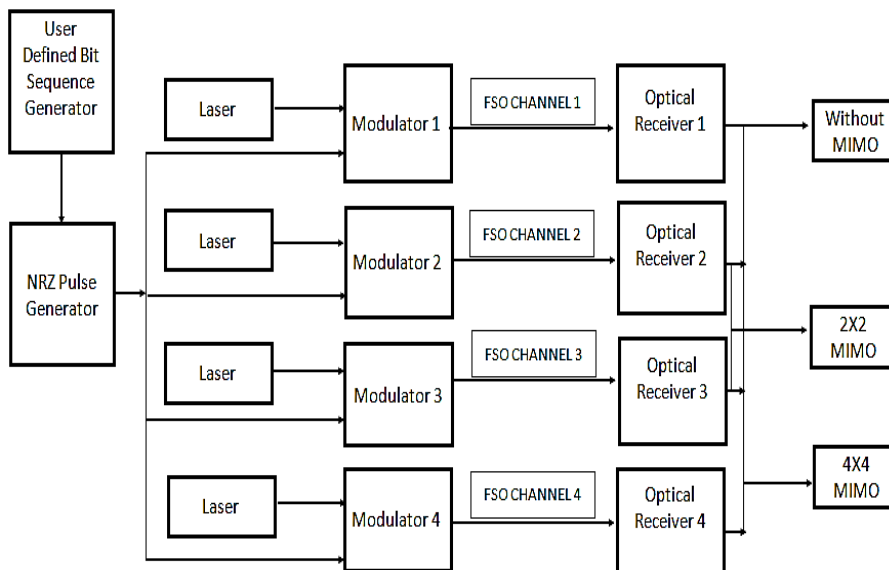 User
Defined Bit
Sequence
Generator
NRZ Pulse
Generator
Laser
Modulator 1
FSO CHANNEL 1
Optical
Receiver 1
Without
MIMO
Laser
Modulator 2
FSO CHANNEL 2
Optical
Receiver 2
2X2
MIMO
Laser
Modulator 3
FSO CHANNEL 3
Optical
Receiver 3
Laser
Modulator 4
FSO CHANNEL 4
Optical
Receiver 4
4X4
MIMO